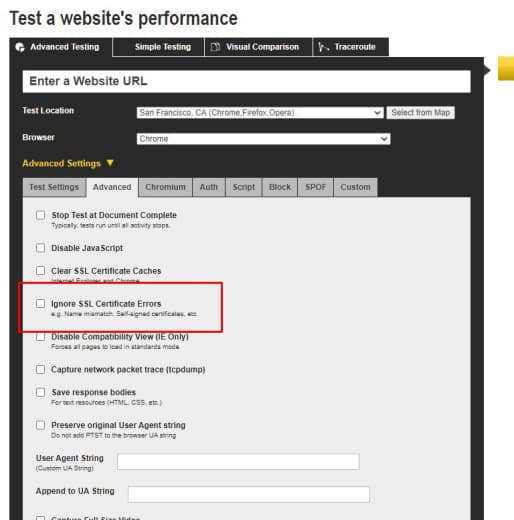 Test a website's performance
Advanced Testing Simple Testing Visual Comparison Traceroute
Enter a Website URL
Test Location San Francisco, CA (Chrome,Firefox,Opera) Select from Map
Browser Chrome
Advanced Settings ▼
Test Settings Advanced Chromium Auth Script Block SPOF Custom
Stop Test at Document Complete
Typically, tests run until all activity stops.
Disable JavaScript
Clear SSL Certificate Caches
Internet Explorer and Chrome
Ignore SSL Certificate Errors
e.g. Name mismatch, Self-signed certificates, etc.
Disable Compatibility View (IE Only)
Forces all pages to load in standards mode
Capture network packet trace (tcpdump)
Save response bodies
For text resources (HTML, CSS, etc.)
Preserve original User Agent string
Do not add PTST to the browser UA string
User Agent String
(Custom UA String)
Append to UA String
Capture Full Size Video